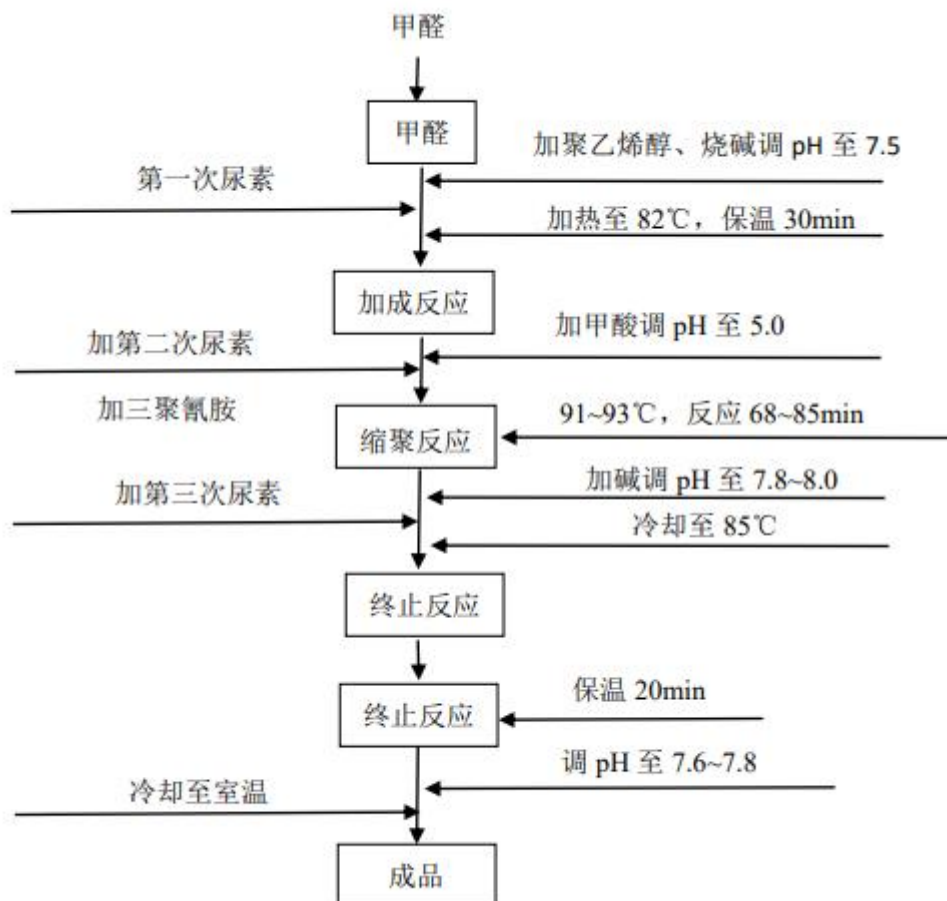 甲醛
甲醛
加聚乙烯醇、烧碱调 pH 至 7.5
第一次尿素
加热至 82℃，保温 30min
加成反应
加甲酸调 pH 至 5.0
加第二次尿素
加三聚氰胺
91~93℃，反应 68~85min
缩聚反应
加碱调 pH 至 7.8~8.0
加第三次尿素
冷却至 85℃
终止反应
终止反应
保温 20min
调 pH 至 7.6~7.8
冷却至室温
成品